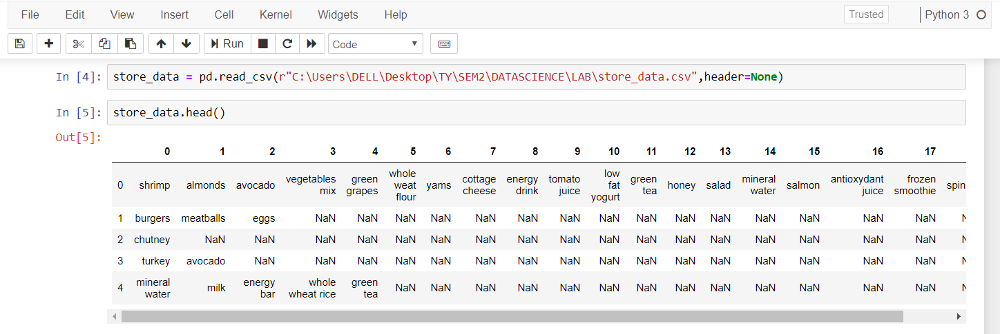 File Edit View Insert Cell Kernel Widgets Help Trusted Python 3
Run Code
In [4]: store_data = pd.read_csv(r"C:\Users\DELL\Desktop\TY\SEM2\DATASCIENCE\LAB\store_data.csv",header=None)
In [5]: store_data.head()
Out[5]:
0 1 2 3 4 5 6 7 8 9 10 11 12 13 14 15 16 17
0 shrimp almonds avocado vegetables mix green grapes whole weat flour yams cottage cheese energy drink tomato juice low fat yogurt green tea honey salad mineral water salmon antioxydant juice frozen smoothie spin
1 burgers meatballs eggs NaN NaN NaN NaN NaN NaN NaN NaN NaN NaN NaN NaN NaN NaN NaN
2 chutney NaN NaN NaN NaN NaN NaN NaN NaN NaN NaN NaN NaN NaN NaN NaN NaN NaN
3 turkey avocado NaN NaN NaN NaN NaN NaN NaN NaN NaN NaN NaN NaN NaN NaN NaN NaN
4 mineral water milk energy bar whole wheat rice green tea NaN NaN NaN NaN NaN NaN NaN NaN NaN NaN NaN NaN NaN